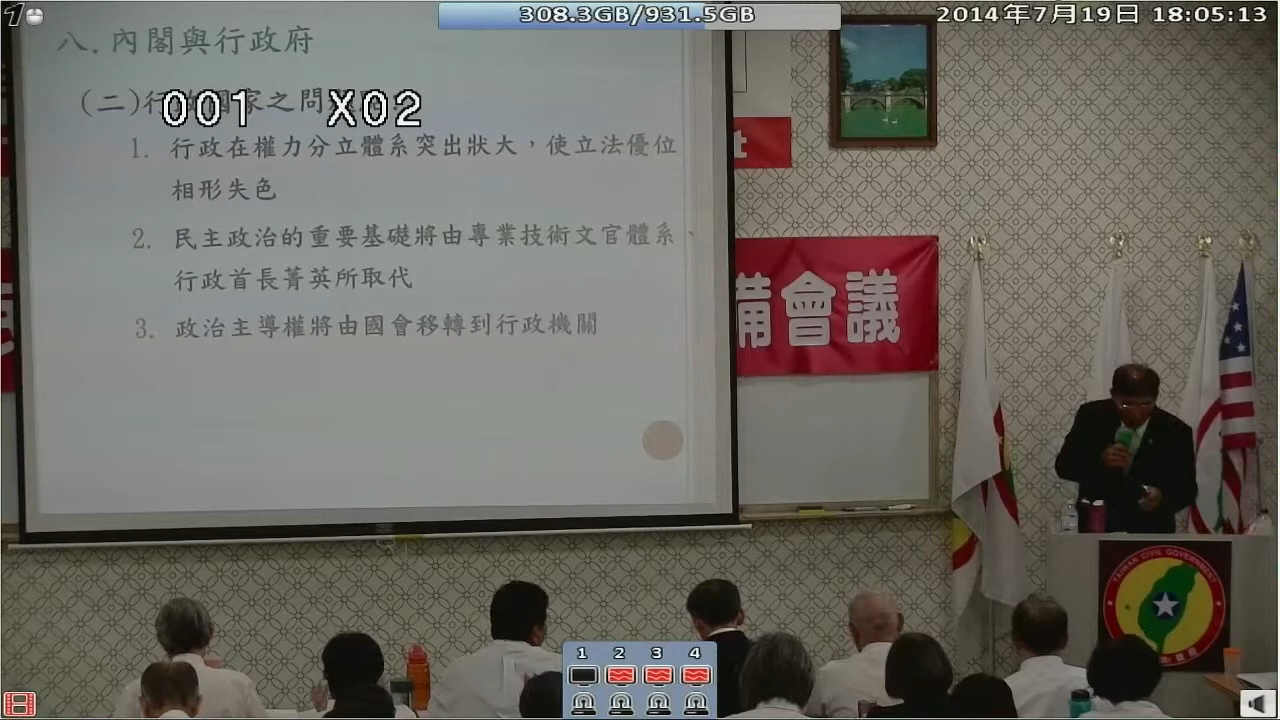 1
308.3GB/931.5GB
2014年7月19日 18:05:13
八.內閣與行政府
001 X02
1. 行政在權力分立體系突出狀大，使立法優位
相形失色
2. 民主政治的重要基礎將由專業技術文官體系
行政首長菁英所取代
3. 政治主導權將由國會移轉到行政機關
t
備會議
TAIWAN CIVIL GOVERNMENT
1 2 3 4